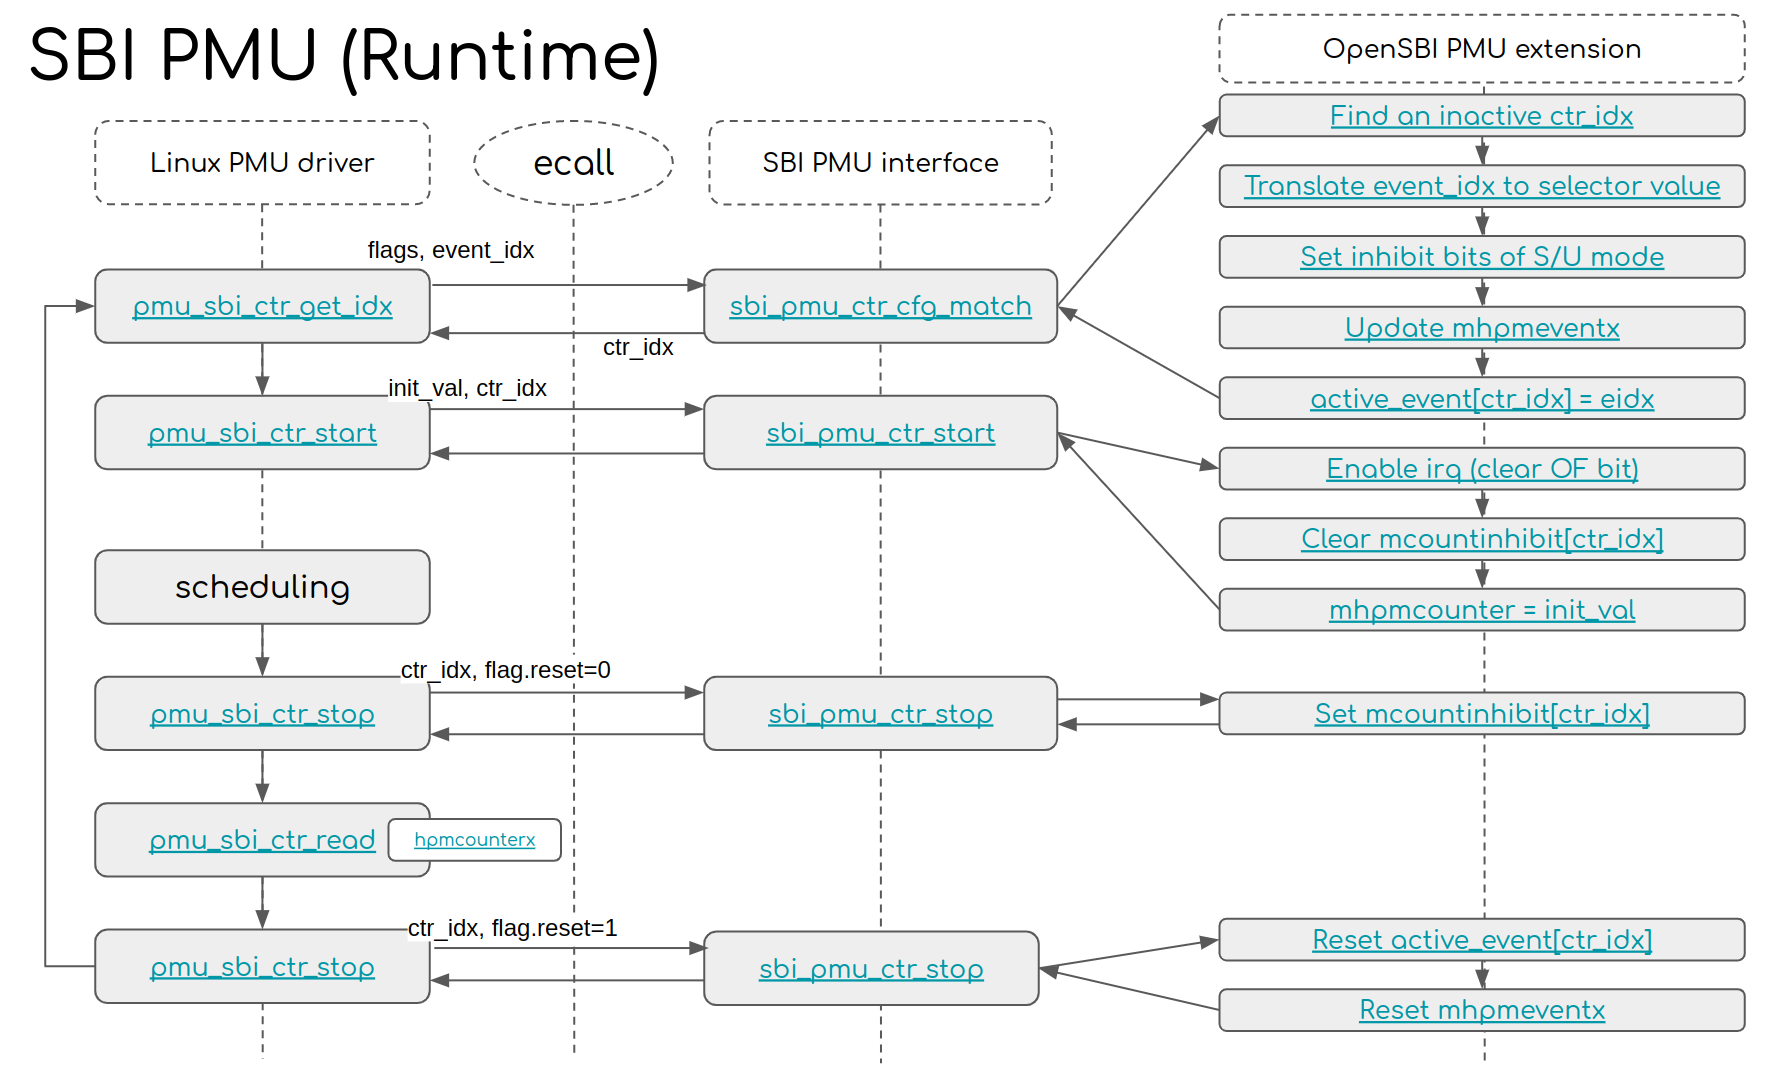 SBI PMU (Runtime)
OpenSBI PMU extension
Linux PMU driver
ecall
SBI PMU interface
Find an inactive ctr_idx
Translate event_idx to selector value
Set inhibit bits of S/U mode
Update mhpmeventx
active_event[ctr_idx] = eidx
flags, event_idx
pmu_sbi_ctr_get_idx
sbi_pmu_ctr_cfg_match
ctr_idx
init_val, ctr_idx
pmu_sbi_ctr_start
sbi_pmu_ctr_start
Enable irq (clear OF bit)
Clear mcountinhibit[ctr_idx]
mhpmcounter = init_val
scheduling
ctr_idx, flag.reset=0
pmu_sbi_ctr_stop
sbi_pmu_ctr_stop
Set mcountinhibit[ctr_idx]
pmu_sbi_ctr_read
hpmcounterx
ctr_idx, flag.reset=1
pmu_sbi_ctr_stop
sbi_pmu_ctr_stop
Reset active_event[ctr_idx]
Reset mhpmeventx